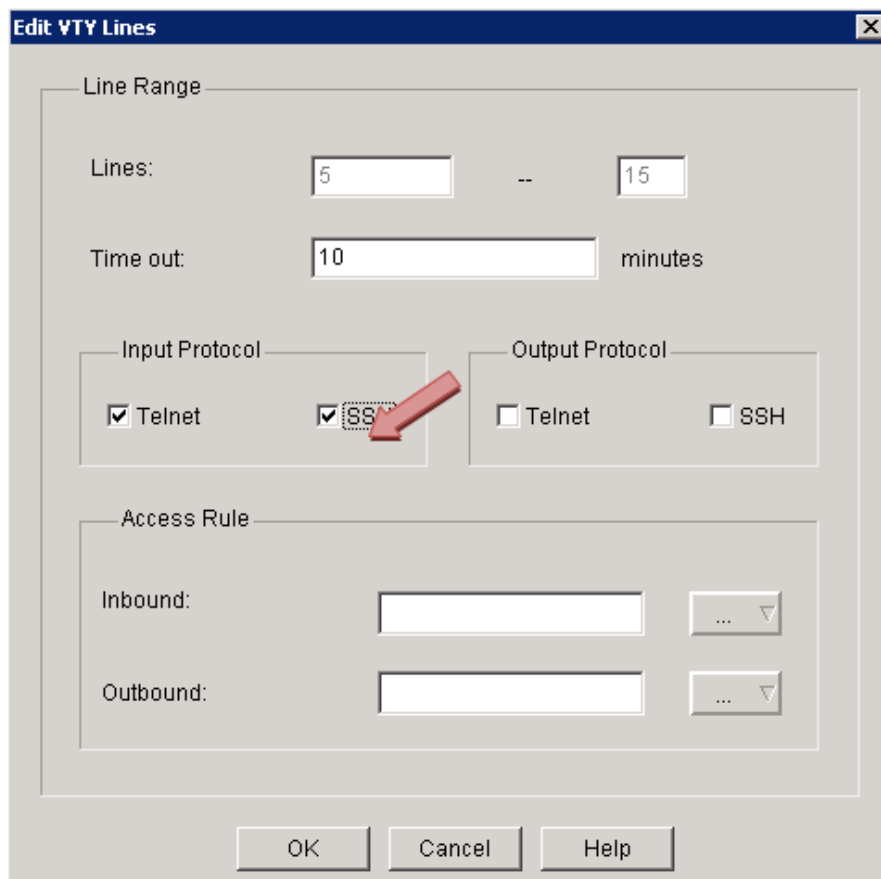 Edit VTY Lines
Line Range
Lines: 5 -- 15
Time out: 10 minutes
Input Protocol
Telnet
Output Protocol
Telnet SSH
Access Rule
Inbound: ...
Outbound: ...
OK Cancel Help